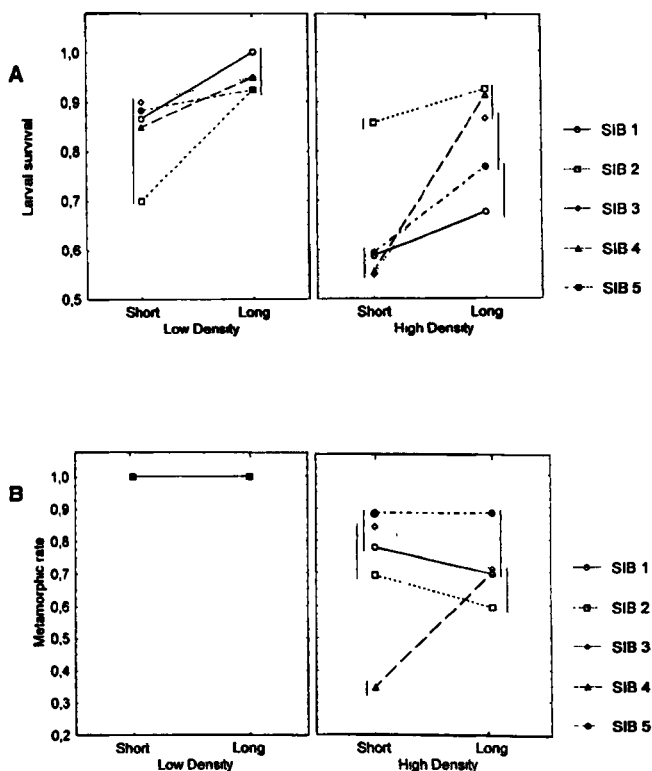 A
Larval survival
1,0
0,9
0,8
0,7
0,6
0,5
Short Long
Low Density
Short Long
High Density
SIB 1
SIB 2
SIB 3
SIB 4
SIB 5
B
Metamorphic rate
1,0
0,9
0,8
0,7
0,6
0,5
0,4
0,3
0,2
Short Long
Low Density
Short Long
High Density
SIB 1
SIB 2
SIB 3
SIB 4
SIB 5